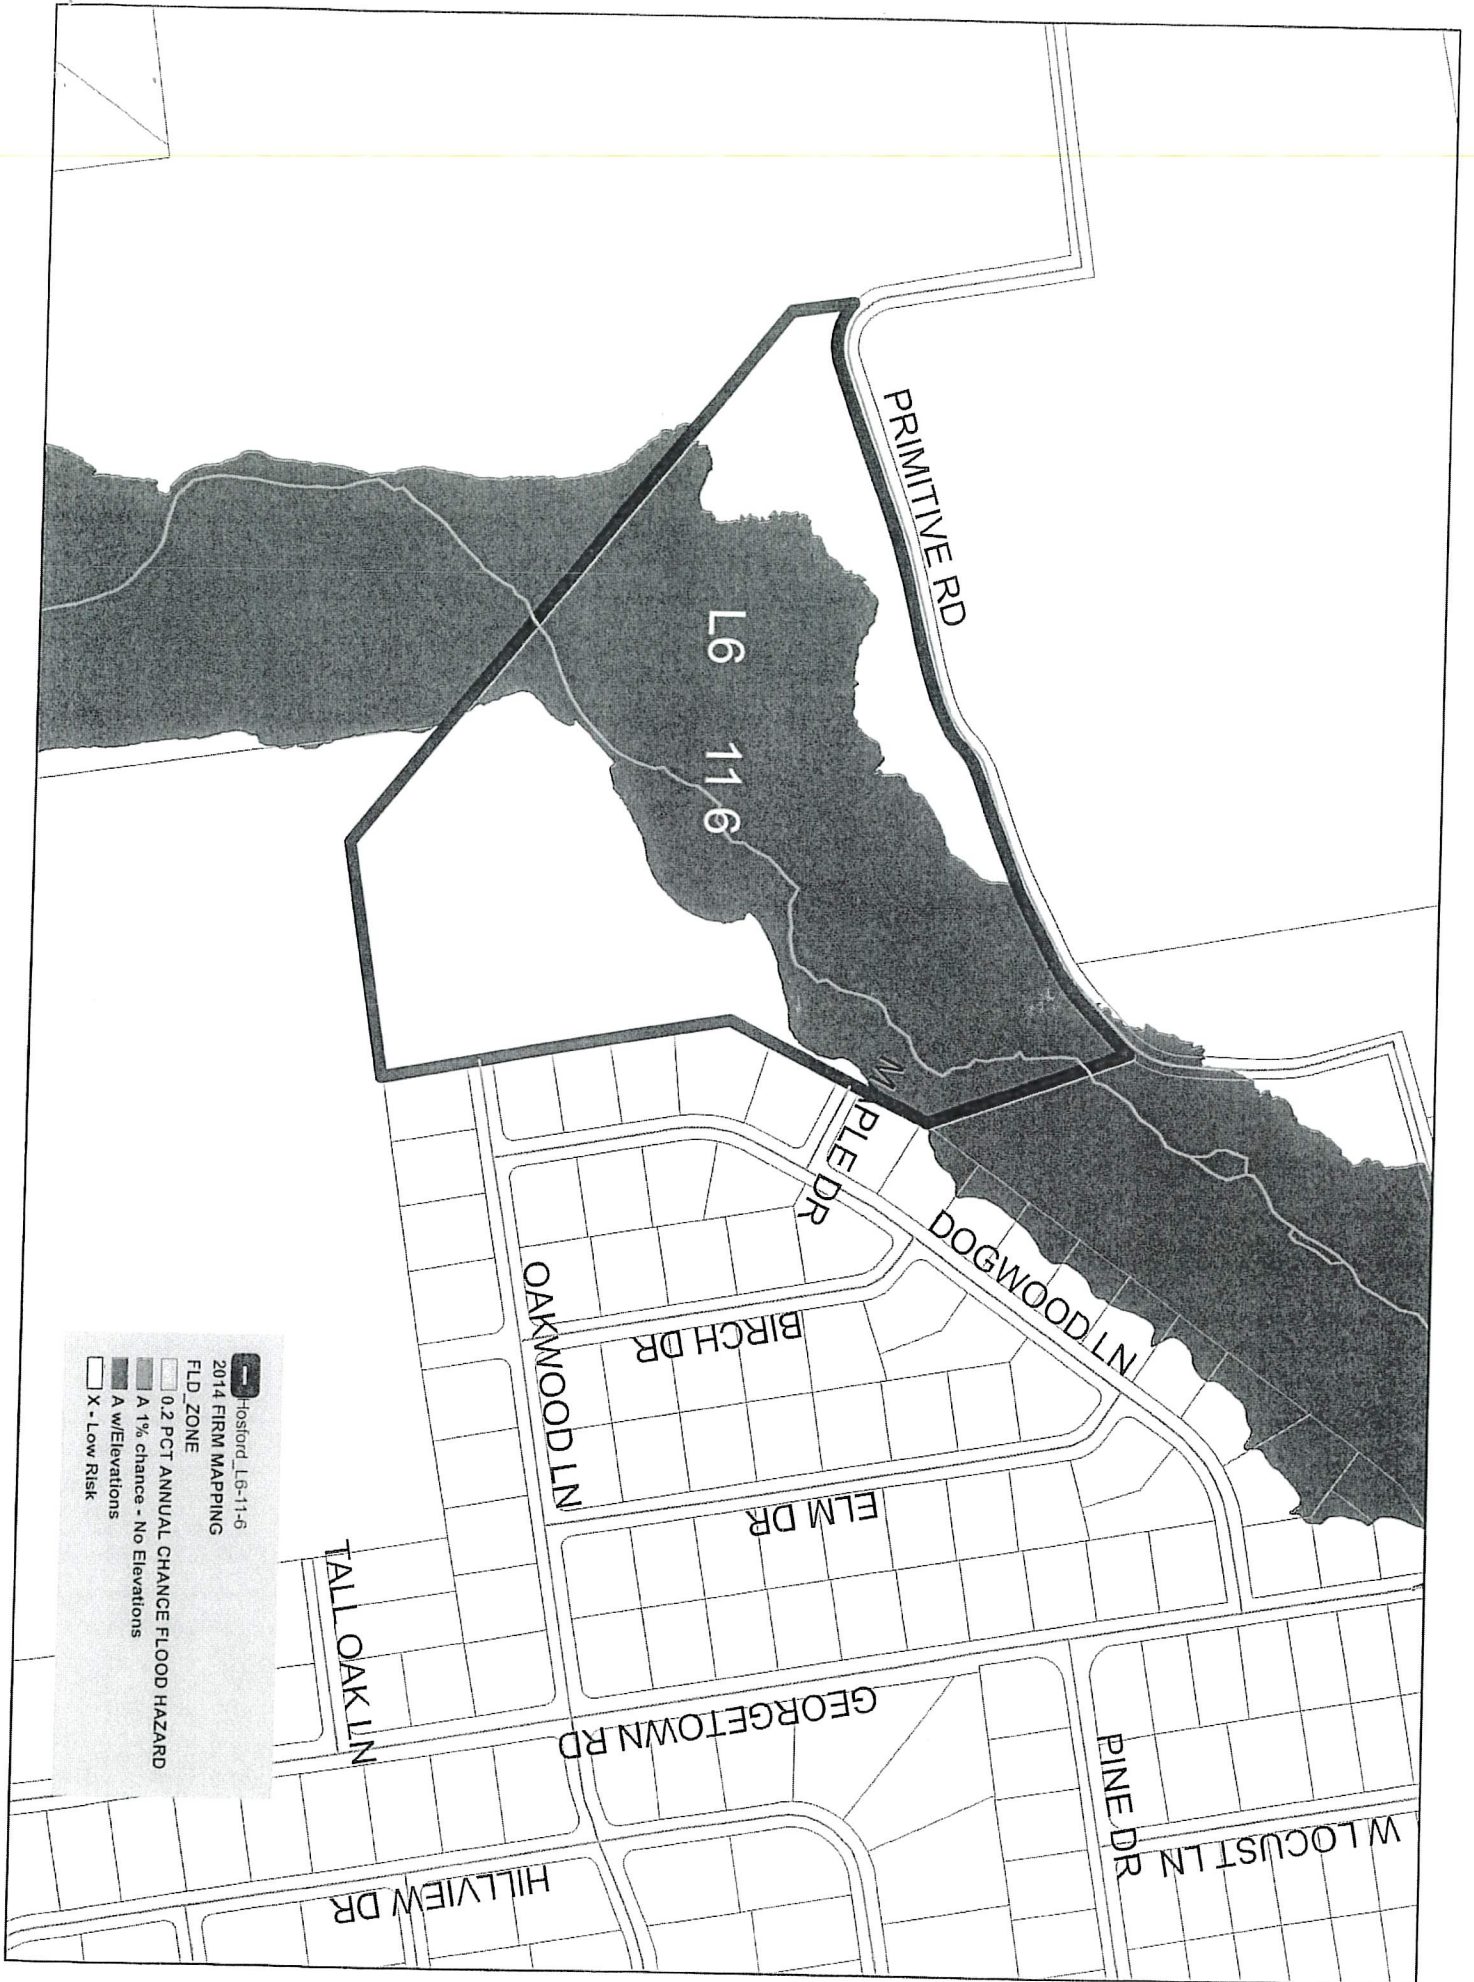 PRIMITIVE RD
L6 11 6
MAPLE DR
DOGWOOD LN
OAKWOOD LN
BIRCH DR
ELM DR
TALL OAK LN
GEORGETOWN RD
PINE DR
W LOCUST LN
HILLVIEW DR
Hosford_L6-11-6
2014 FIRM MAPPING
FLD_ZONE
0.2 PCT ANNUAL CHANCE FLOOD HAZARD
A 1% chance - No Elevations
A w/Elevations
X - Low Risk